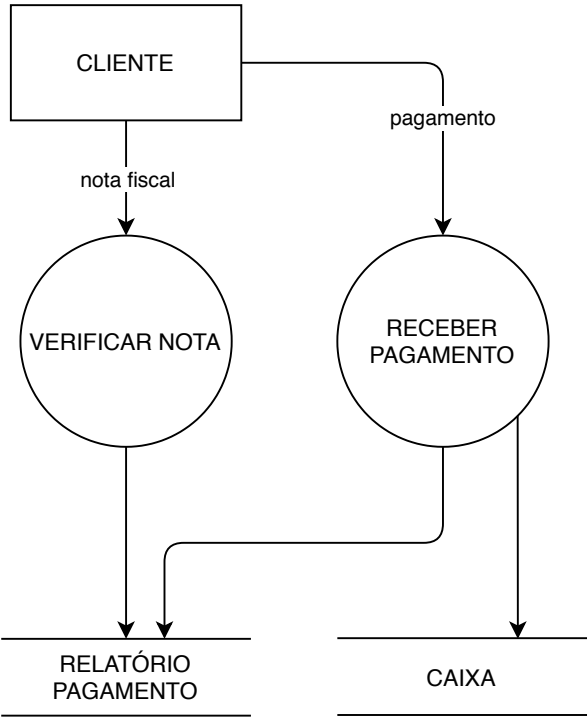 CLIENTE
pagamento
nota fiscal
VERIFICAR NOTA
RECEBER
PAGAMENTO
RELATÓRIO
PAGAMENTO
CAIXA